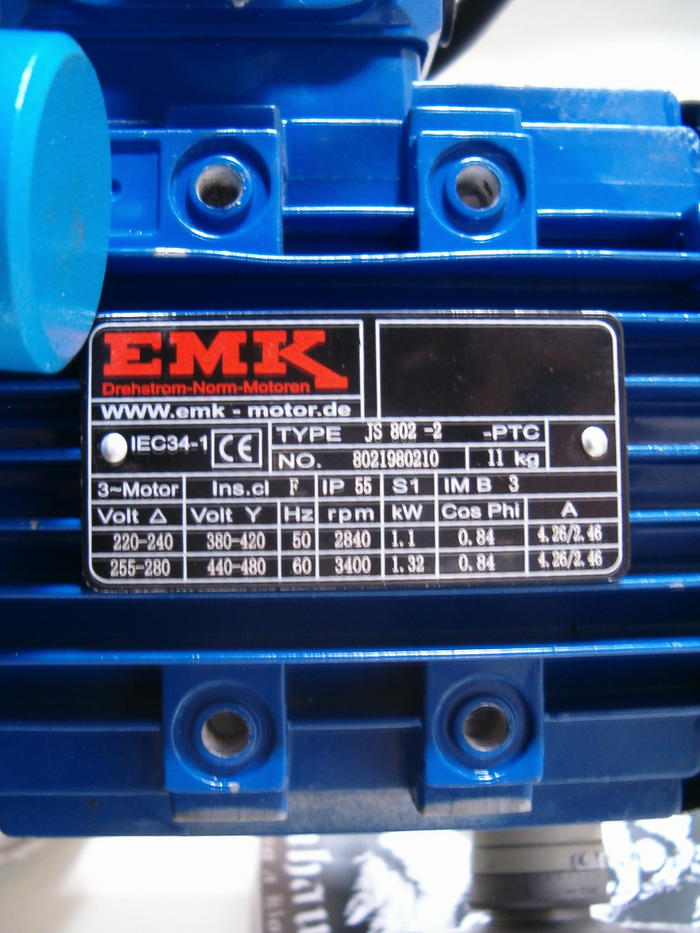 EMK
Drehstrom-Norm-Motoren
WWW.emk - motor.de
IEC34-1 CE TYPE JS 802 -2 -PTC
NO. 8021980210 11 kg
3~Motor Ins.cl F IP 55 S1 IM B 3
Volt Δ Volt Y Hz rpm kW Cos Phi A
220-240 380-420 50 2840 1.1 0.84 4.26/2.46
255-280 440-480 60 3400 1.32 0.84 4.26/2.46